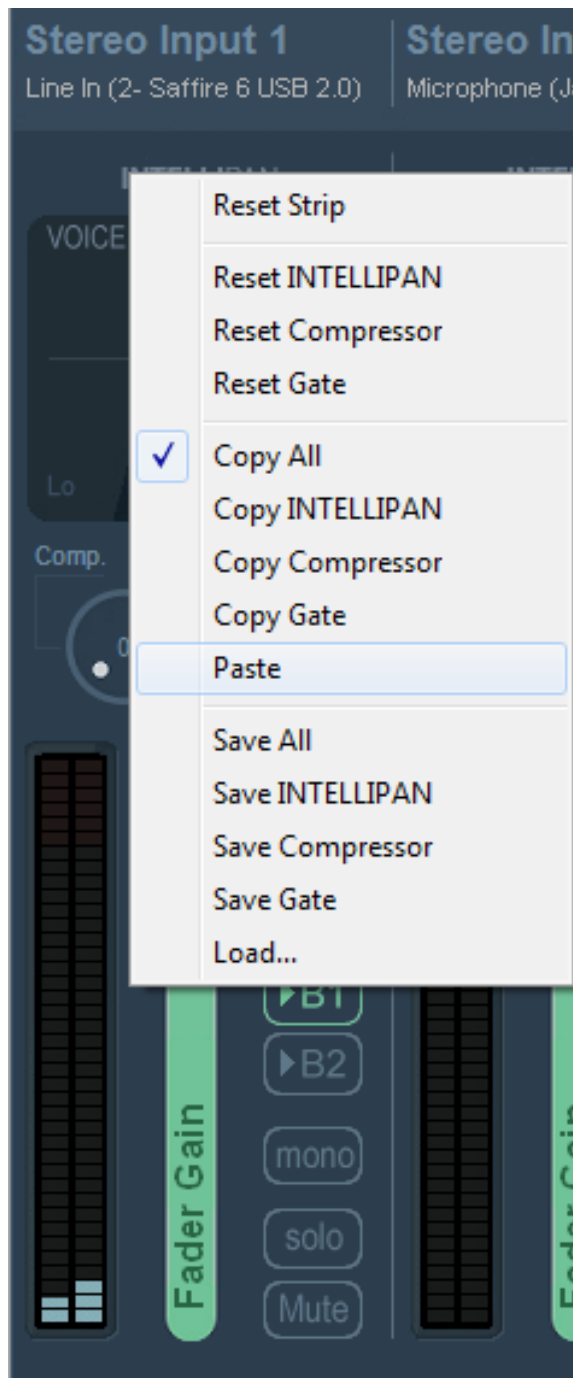 Stereo Input 1
Stereo In
Line In (2- Saffire 6 USB 2.0)
Microphone (Ja
Reset Strip
VOICE
Reset INTELLIPAN
Reset Compressor
Reset Gate
Copy All
Lo
Copy INTELLIPAN
Comp.
Copy Compressor
Copy Gate
0
Paste
Save All
Save INTELLIPAN
Save Compressor
Save Gate
Load...
B1
B2
mono
solo
Mute
Fader Gain